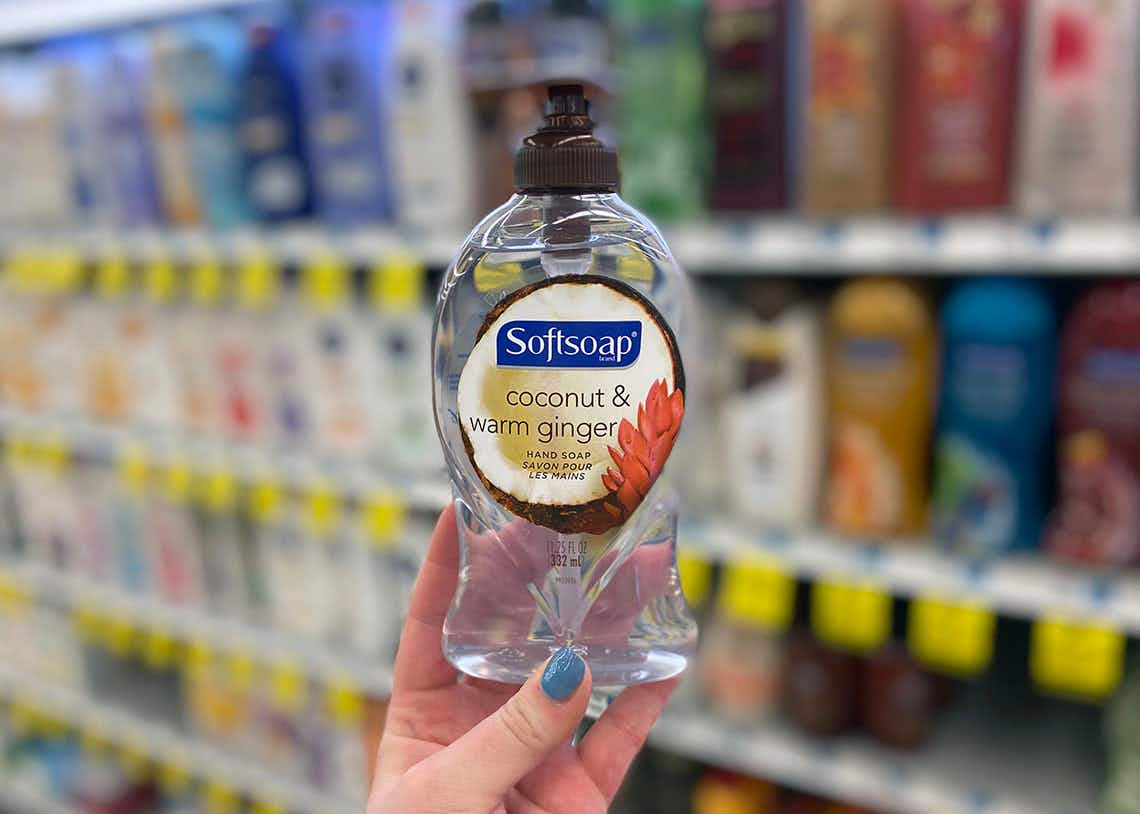 Softsoap®
brand
coconut &
warm ginger
HAND SOAP
SAVON POUR
LES MAINS
11.25 FL OZ
332 mL